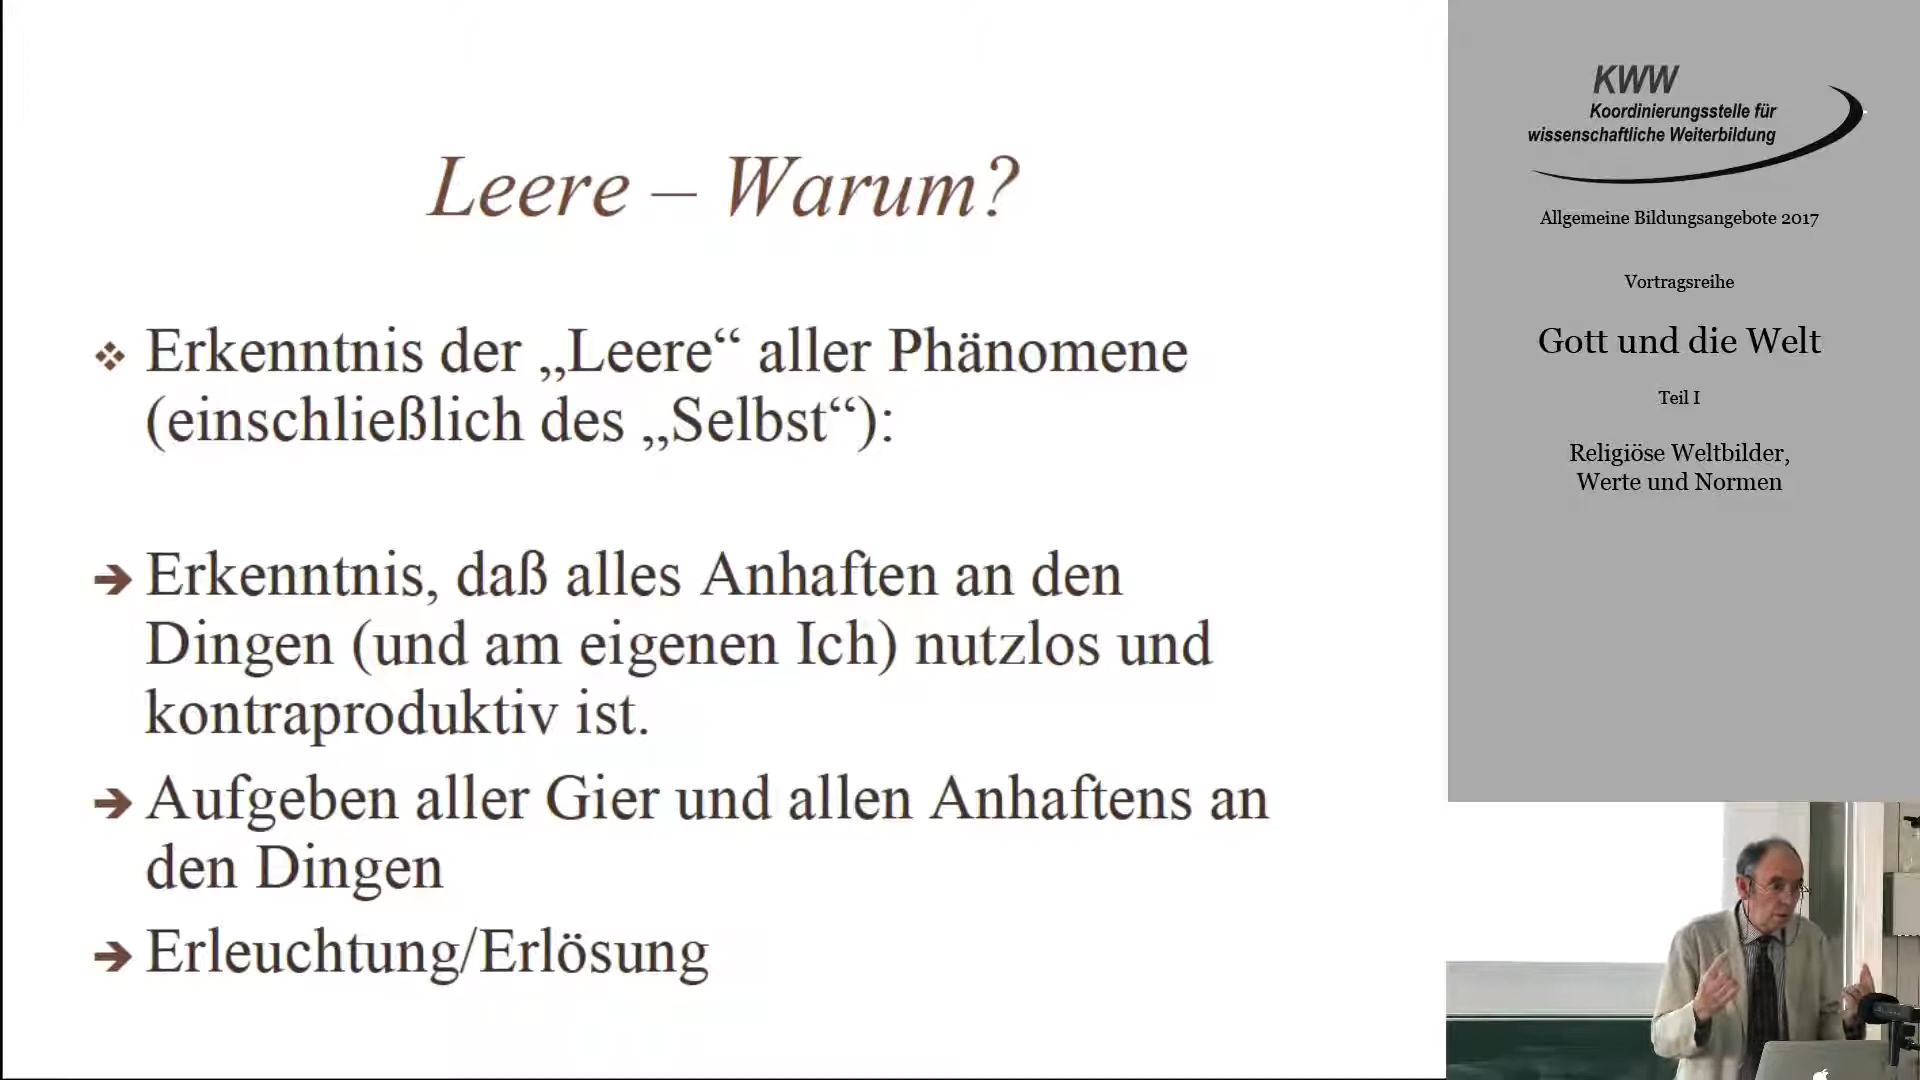 Leere – Warum?
Erkenntnis der „Leere“ aller Phänomene
(einschließlich des „Selbst“):
Erkenntnis, daß alles Anhaften an den
Dingen (und am eigenen Ich) nutzlos und
kontraproduktiv ist.
Aufgeben aller Gier und allen Anhaftens an
den Dingen
Erleuchtung/Erlösung
KWW
Koordinierungsstelle für
wissenschaftliche Weiterbildung
Allgemeine Bildungsangebote 2017
Vortragsreihe
Gott und die Welt
Teil I
Religiöse Weltbilder,
Werte und Normen